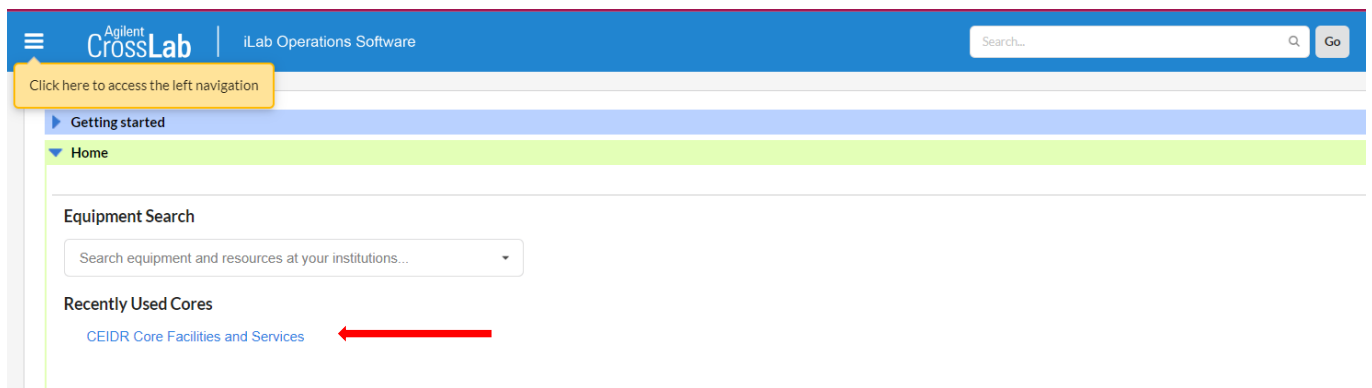 Agilent
CrossLab
iLab Operations Software
Search...
Go
Click here to access the left navigation
Getting started
Home
Equipment Search
Search equipment and resources at your institutions...
Recently Used Cores
CEIDR Core Facilities and Services